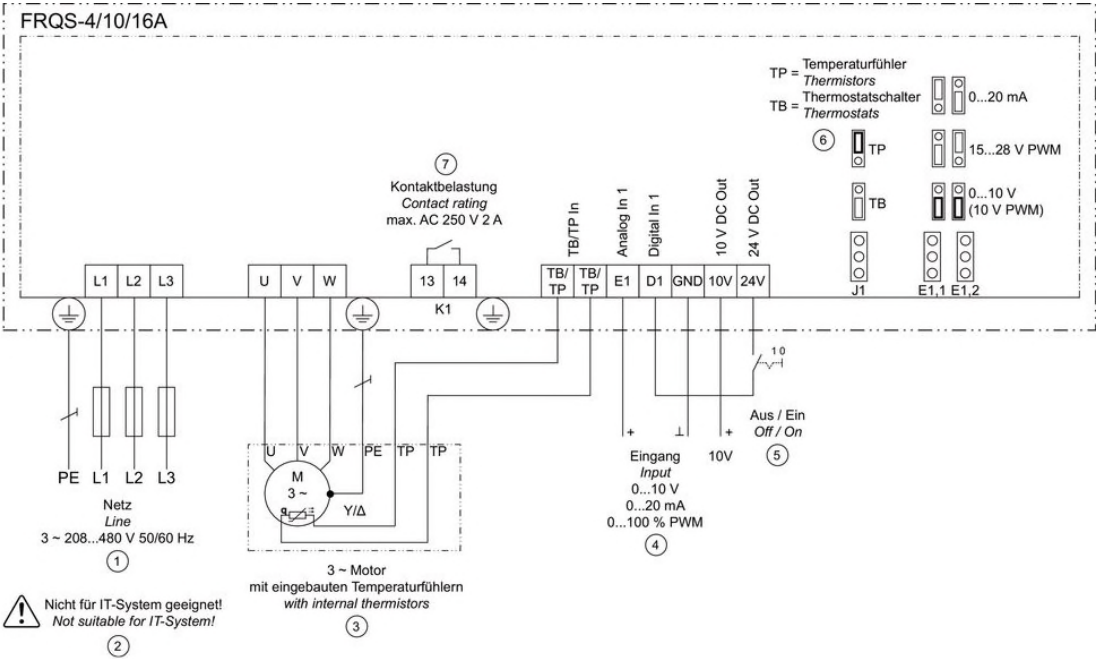 FRQS-4/10/16A
TP = Temperaturfühler
Thermistors
TB = Thermostatschalter
Thermostats
6
TP
TB
J1
0...20 mA
15...28 V PWM
0...10 V
(10 V PWM)
E1,1 E1,2
7
Kontaktbelastung
Contact rating
max. AC 250 V 2 A
TB/TP In
Analog In 1
Digital In 1
10 V DC Out
24 V DC Out
L1 L2 L3
U V W
13 14
K1
TB/TP TB/TP E1 D1 GND 10V 24V
1 0
Aus / Ein
Off / On
5
+ ⊥ +
Eingang
Input
0...10 V
0...20 mA
0...100 % PWM
4
10V
PE L1 L2 L3
Netz
Line
3 ~ 208...480 V 50/60 Hz
1
Nicht für IT-System geeignet!
Not suitable for IT-System!
2
U V W PE TP TP
M
3 ~
Y/Δ
3 ~ Motor
mit eingebauten Temperaturfühlern
with internal thermistors
3